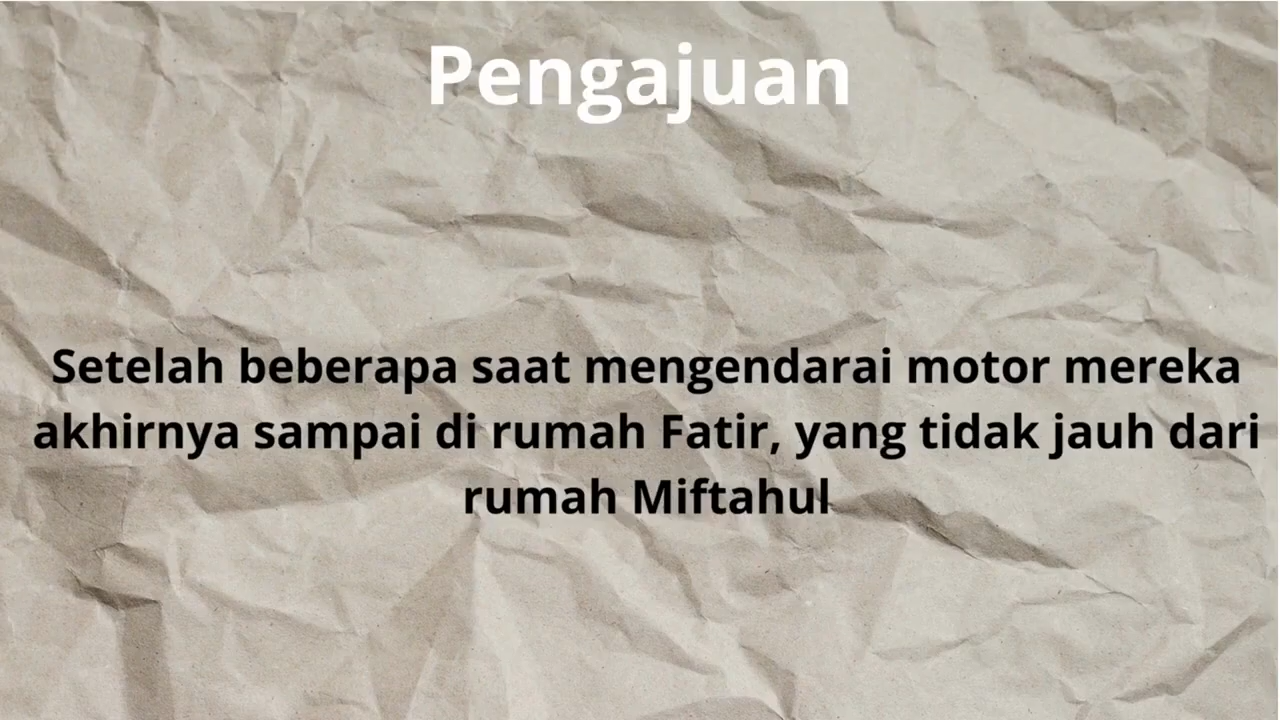 Pengajuan
Setelah beberapa saat mengendarai motor mereka
akhirnya sampai di rumah Fatir, yang tidak jauh dari
rumah Miftahul